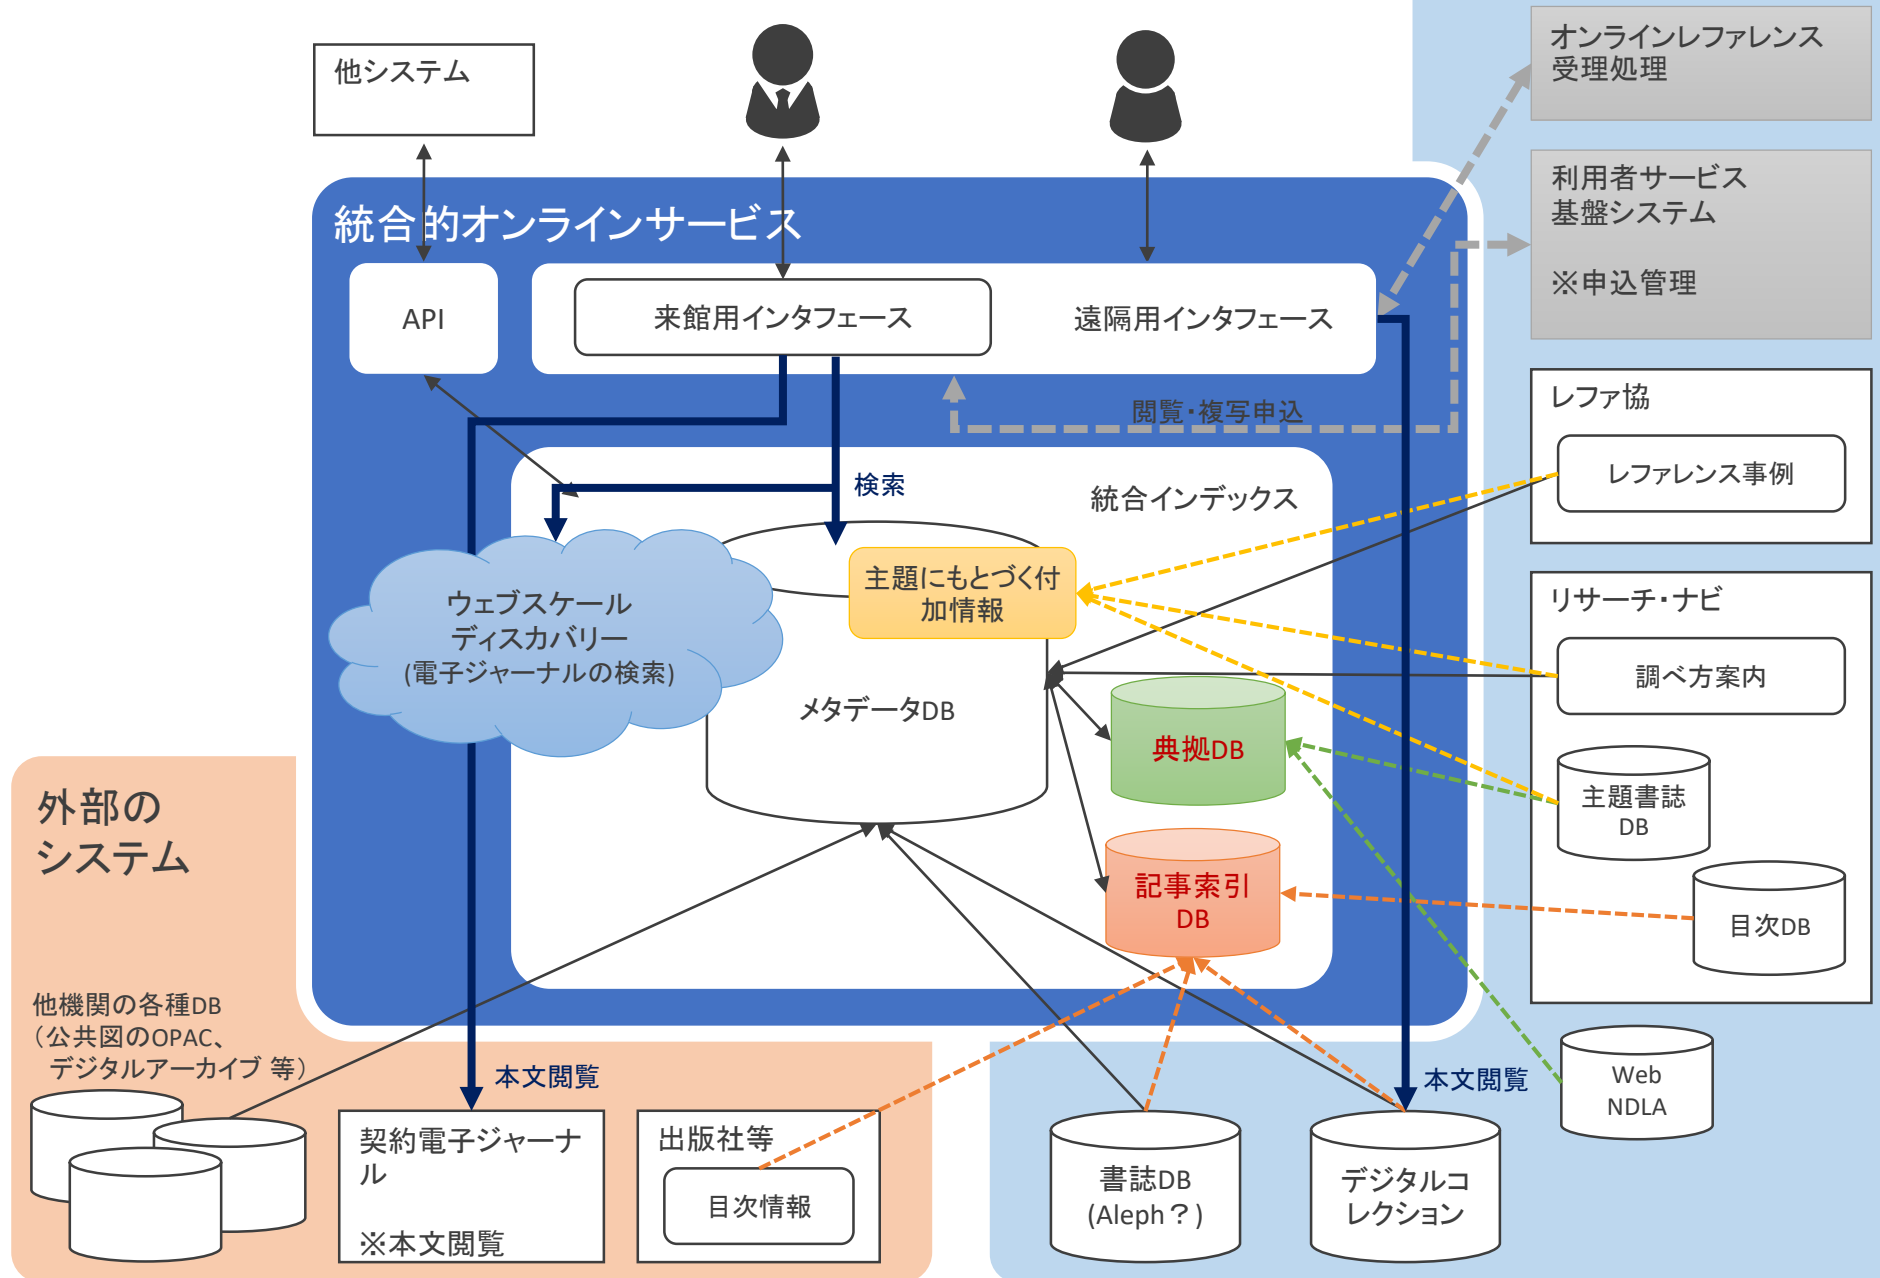 他システム
オンラインレファレンス
受理処理
利用者サービス
基盤システム
※申込管理
統合的オンラインサービス
API
来館用インタフェース
遠隔用インタフェース
閲覧・複写申込
レファ協
レファレンス事例
検索
統合インデックス
主題にもとづく付
加情報
ウェブスケール
ディスカバリー
(電子ジャーナルの検索)
メタデータDB
リサーチ・ナビ
調べ方案内
典拠DB
主題書誌
DB
記事索引
DB
目次DB
外部の
システム
他機関の各種DB
（公共図のOPAC、
デジタルアーカイブ 等）
本文閲覧
本文閲覧
Web
NDLA
契約電子ジャーナ
ル
※本文閲覧
出版社等
目次情報
書誌DB
(Aleph？)
デジタルコ
レクション